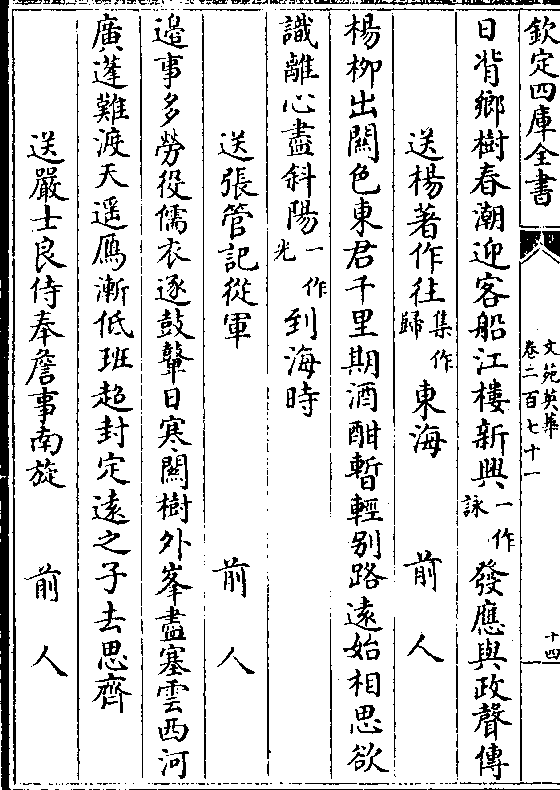 欽定四庫全書
文苑英華
卷二百七十一
十四
日背鄉樹春潮迎客船江樓新興一作詠發應與政聲傳
送楊著作往集作歸東海 前人
楊柳出關色東君千里期酒酣暫輕别路遠始相思欲
識離心盡斜陽一作光到海時
送張管記從軍 前人
邉事多勞役儒衣逐鼓鼙日寒關樹外峯盡塞雲西河
廣蓬難渡天遥鴈漸低班超封定遠之子去思齊
送嚴士良侍奉詹事南旋 前人